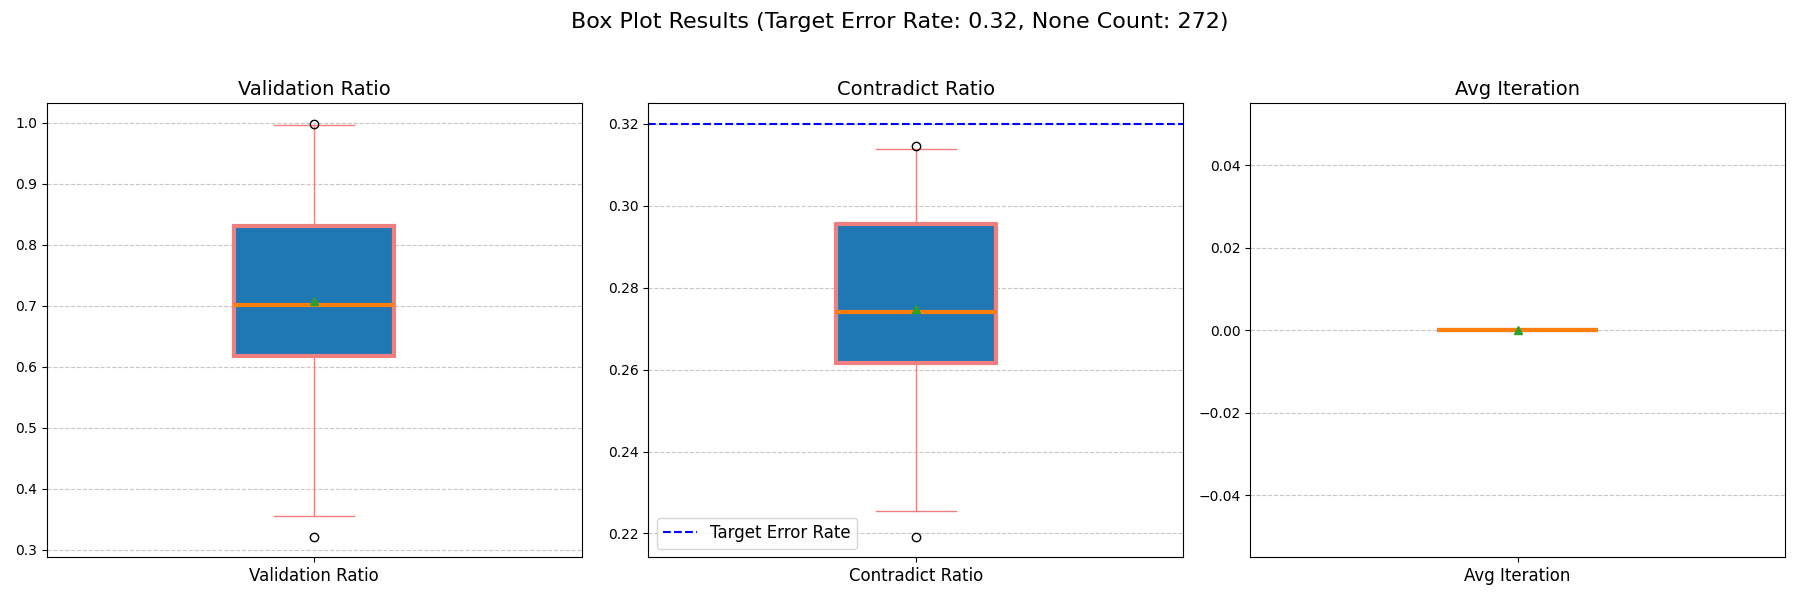 Box Plot Results (Target Error Rate: 0.32, None Count: 272)
Validation Ratio
1.0
0.9
0.8
0.7
0.6
0.5
0.4
0.3
Validation Ratio
Contradict Ratio
0.32
0.30
0.28
0.26
0.24
0.22
Target Error Rate
Contradict Ratio
Avg Iteration
0.04
0.02
0.00
−0.02
−0.04
Avg Iteration